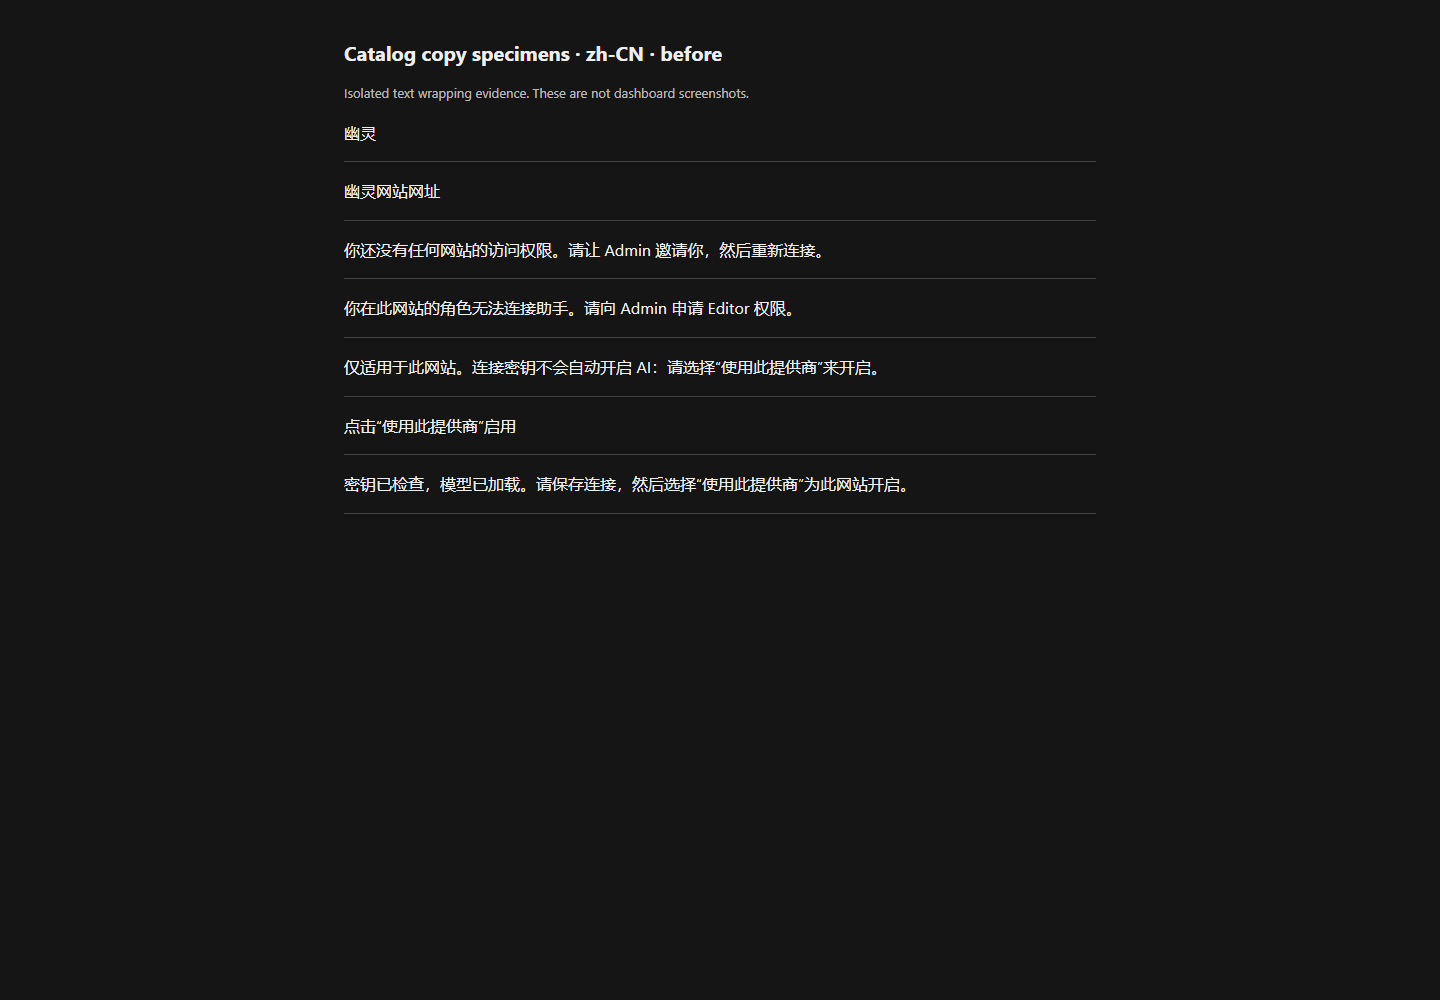 Catalog copy specimens · zh-CN · before
Isolated text wrapping evidence. These are not dashboard screenshots.
幽灵
幽灵网站网址
你还没有任何网站的访问权限。请让 Admin 邀请你，然后重新连接。
你在此网站的角色无法连接助手。请向 Admin 申请 Editor 权限。
仅适用于此网站。连接密钥不会自动开启 AI：请选择“使用此提供商”来开启。
点击“使用此提供商”启用
密钥已检查，模型已加载。请保存连接，然后选择“使用此提供商”为此网站开启。